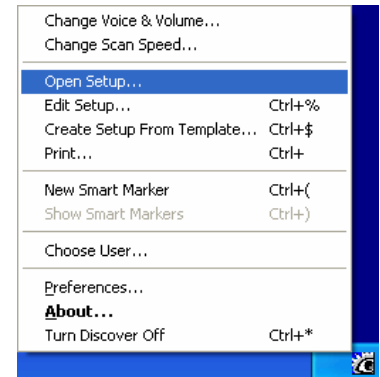 Change Voice & Volume...
Change Scan Speed...
Open Setup...
Edit Setup... Ctrl+%
Create Setup From Template... Ctrl+$
Print... Ctrl+
New Smart Marker Ctrl+(
Show Smart Markers Ctrl+)
Choose User...
Preferences...
About...
Turn Discover Off Ctrl+*